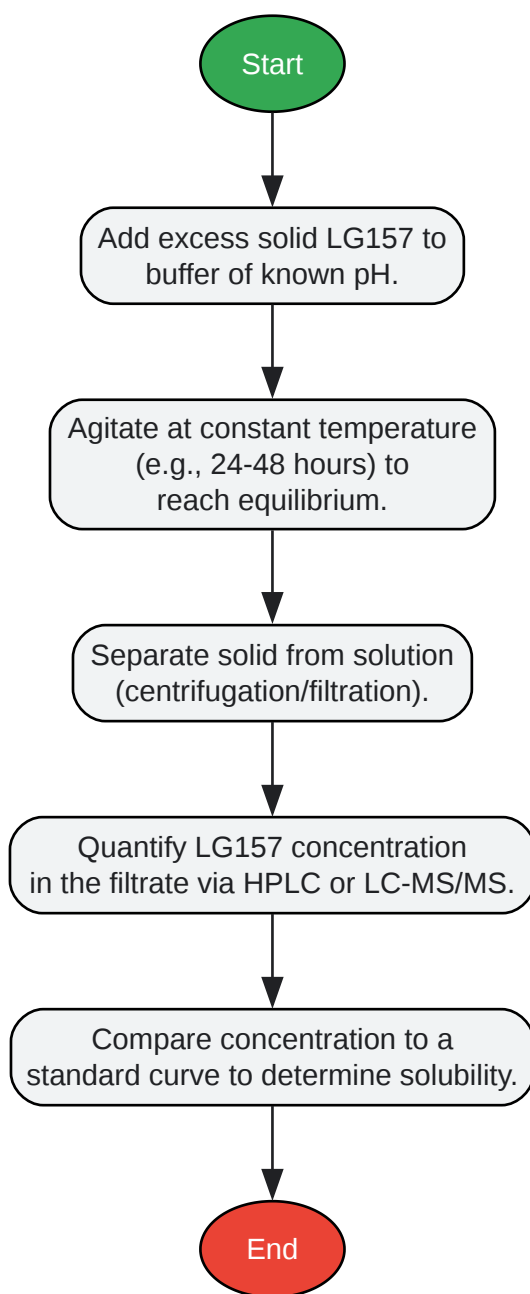 Start
Add excess solid LG157 to
buffer of known pH.
Agitate at constant temperature
(e.g., 24-48 hours) to
reach equilibrium.
Separate solid from solution
(centrifugation/filtration).
Quantify LG157 concentration
in the filtrate via HPLC or LC-MS/MS.
Compare concentration to a
standard curve to determine solubility.
End